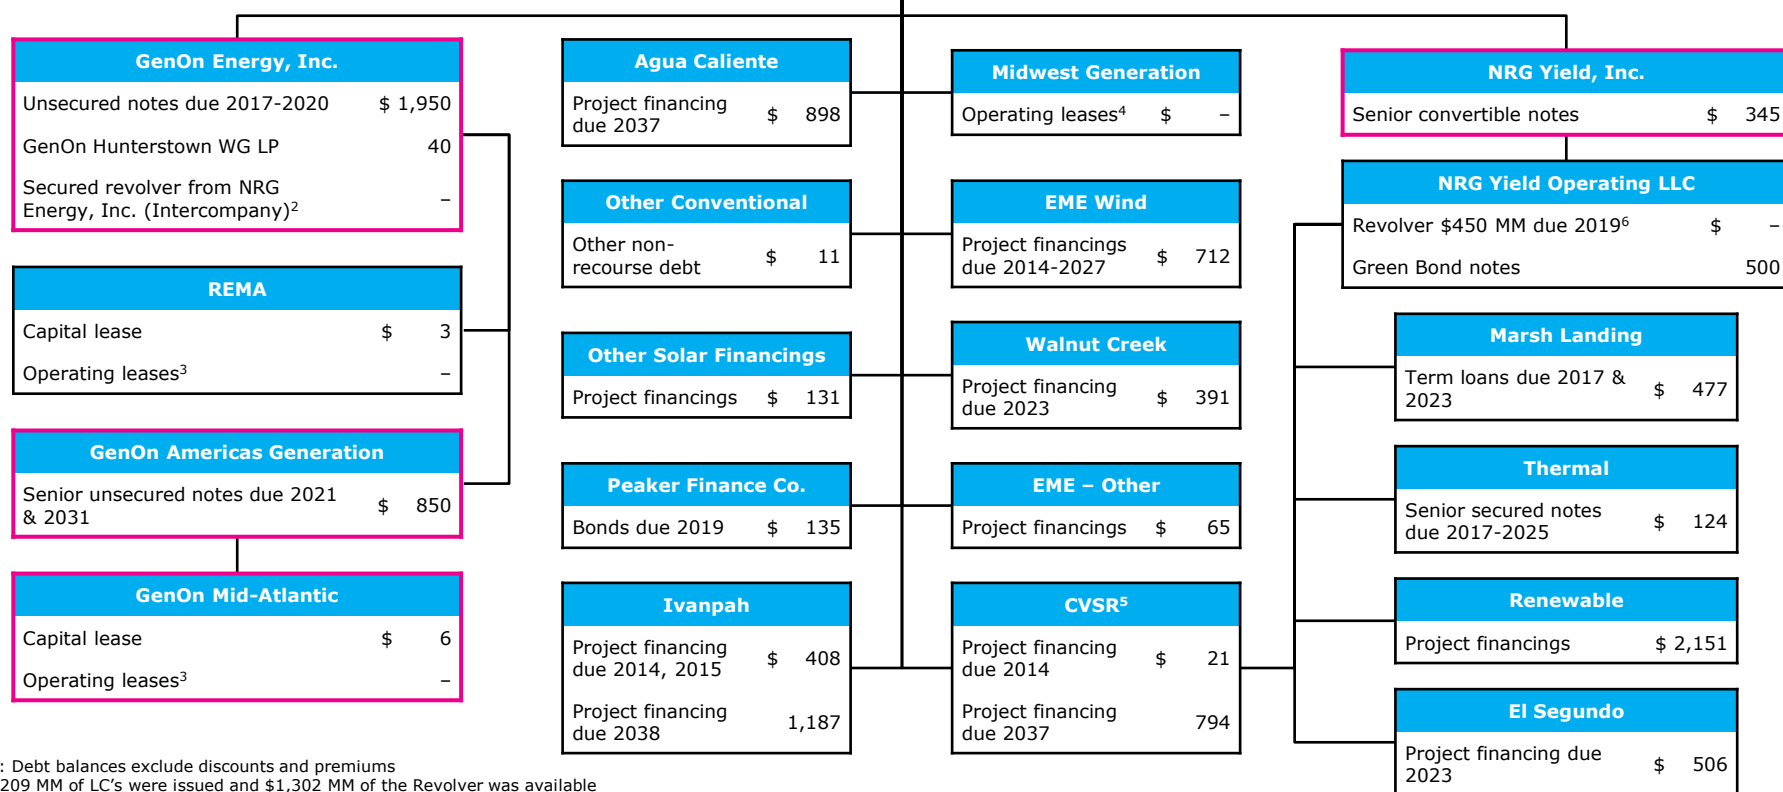 GenOn Energy, Inc.
Unsecured notes due 2017-2020 $ 1,950
GenOn Hunterstown WG LP 40
Secured revolver from NRG
Energy, Inc. (Intercompany)2 –
REMA
Capital lease $ 3
Operating leases3 –
GenOn Americas Generation
Senior unsecured notes due 2021
& 2031 $ 850
GenOn Mid-Atlantic
Capital lease $ 6
Operating leases3 –
Agua Caliente
Project financing
due 2037 $ 898
Other Conventional
Other non-
recourse debt $ 11
Other Solar Financings
Project financings $ 131
Peaker Finance Co.
Bonds due 2019 $ 135
Ivanpah
Project financing
due 2014, 2015 $ 408
Project financing
due 2038 1,187
Midwest Generation
Operating leases4 $ –
EME Wind
Project financings
due 2014-2027 $ 712
Walnut Creek
Project financing
due 2023 $ 391
EME – Other
Project financings $ 65
CVSR5
Project financing
due 2014 $ 21
Project financing
due 2037 794
NRG Yield, Inc.
Senior convertible notes $ 345
NRG Yield Operating LLC
Revolver $450 MM due 20196 $ –
Green Bond notes 500
Marsh Landing
Term loans due 2017 &
2023 $ 477
Thermal
Senior secured notes
due 2017-2025 $ 124
Renewable
Project financings $ 2,151
El Segundo
Project financing due
2023 $ 506
: Debt balances exclude discounts and premiums
209 MM of LC's were issued and $1,302 MM of the Revolver was available